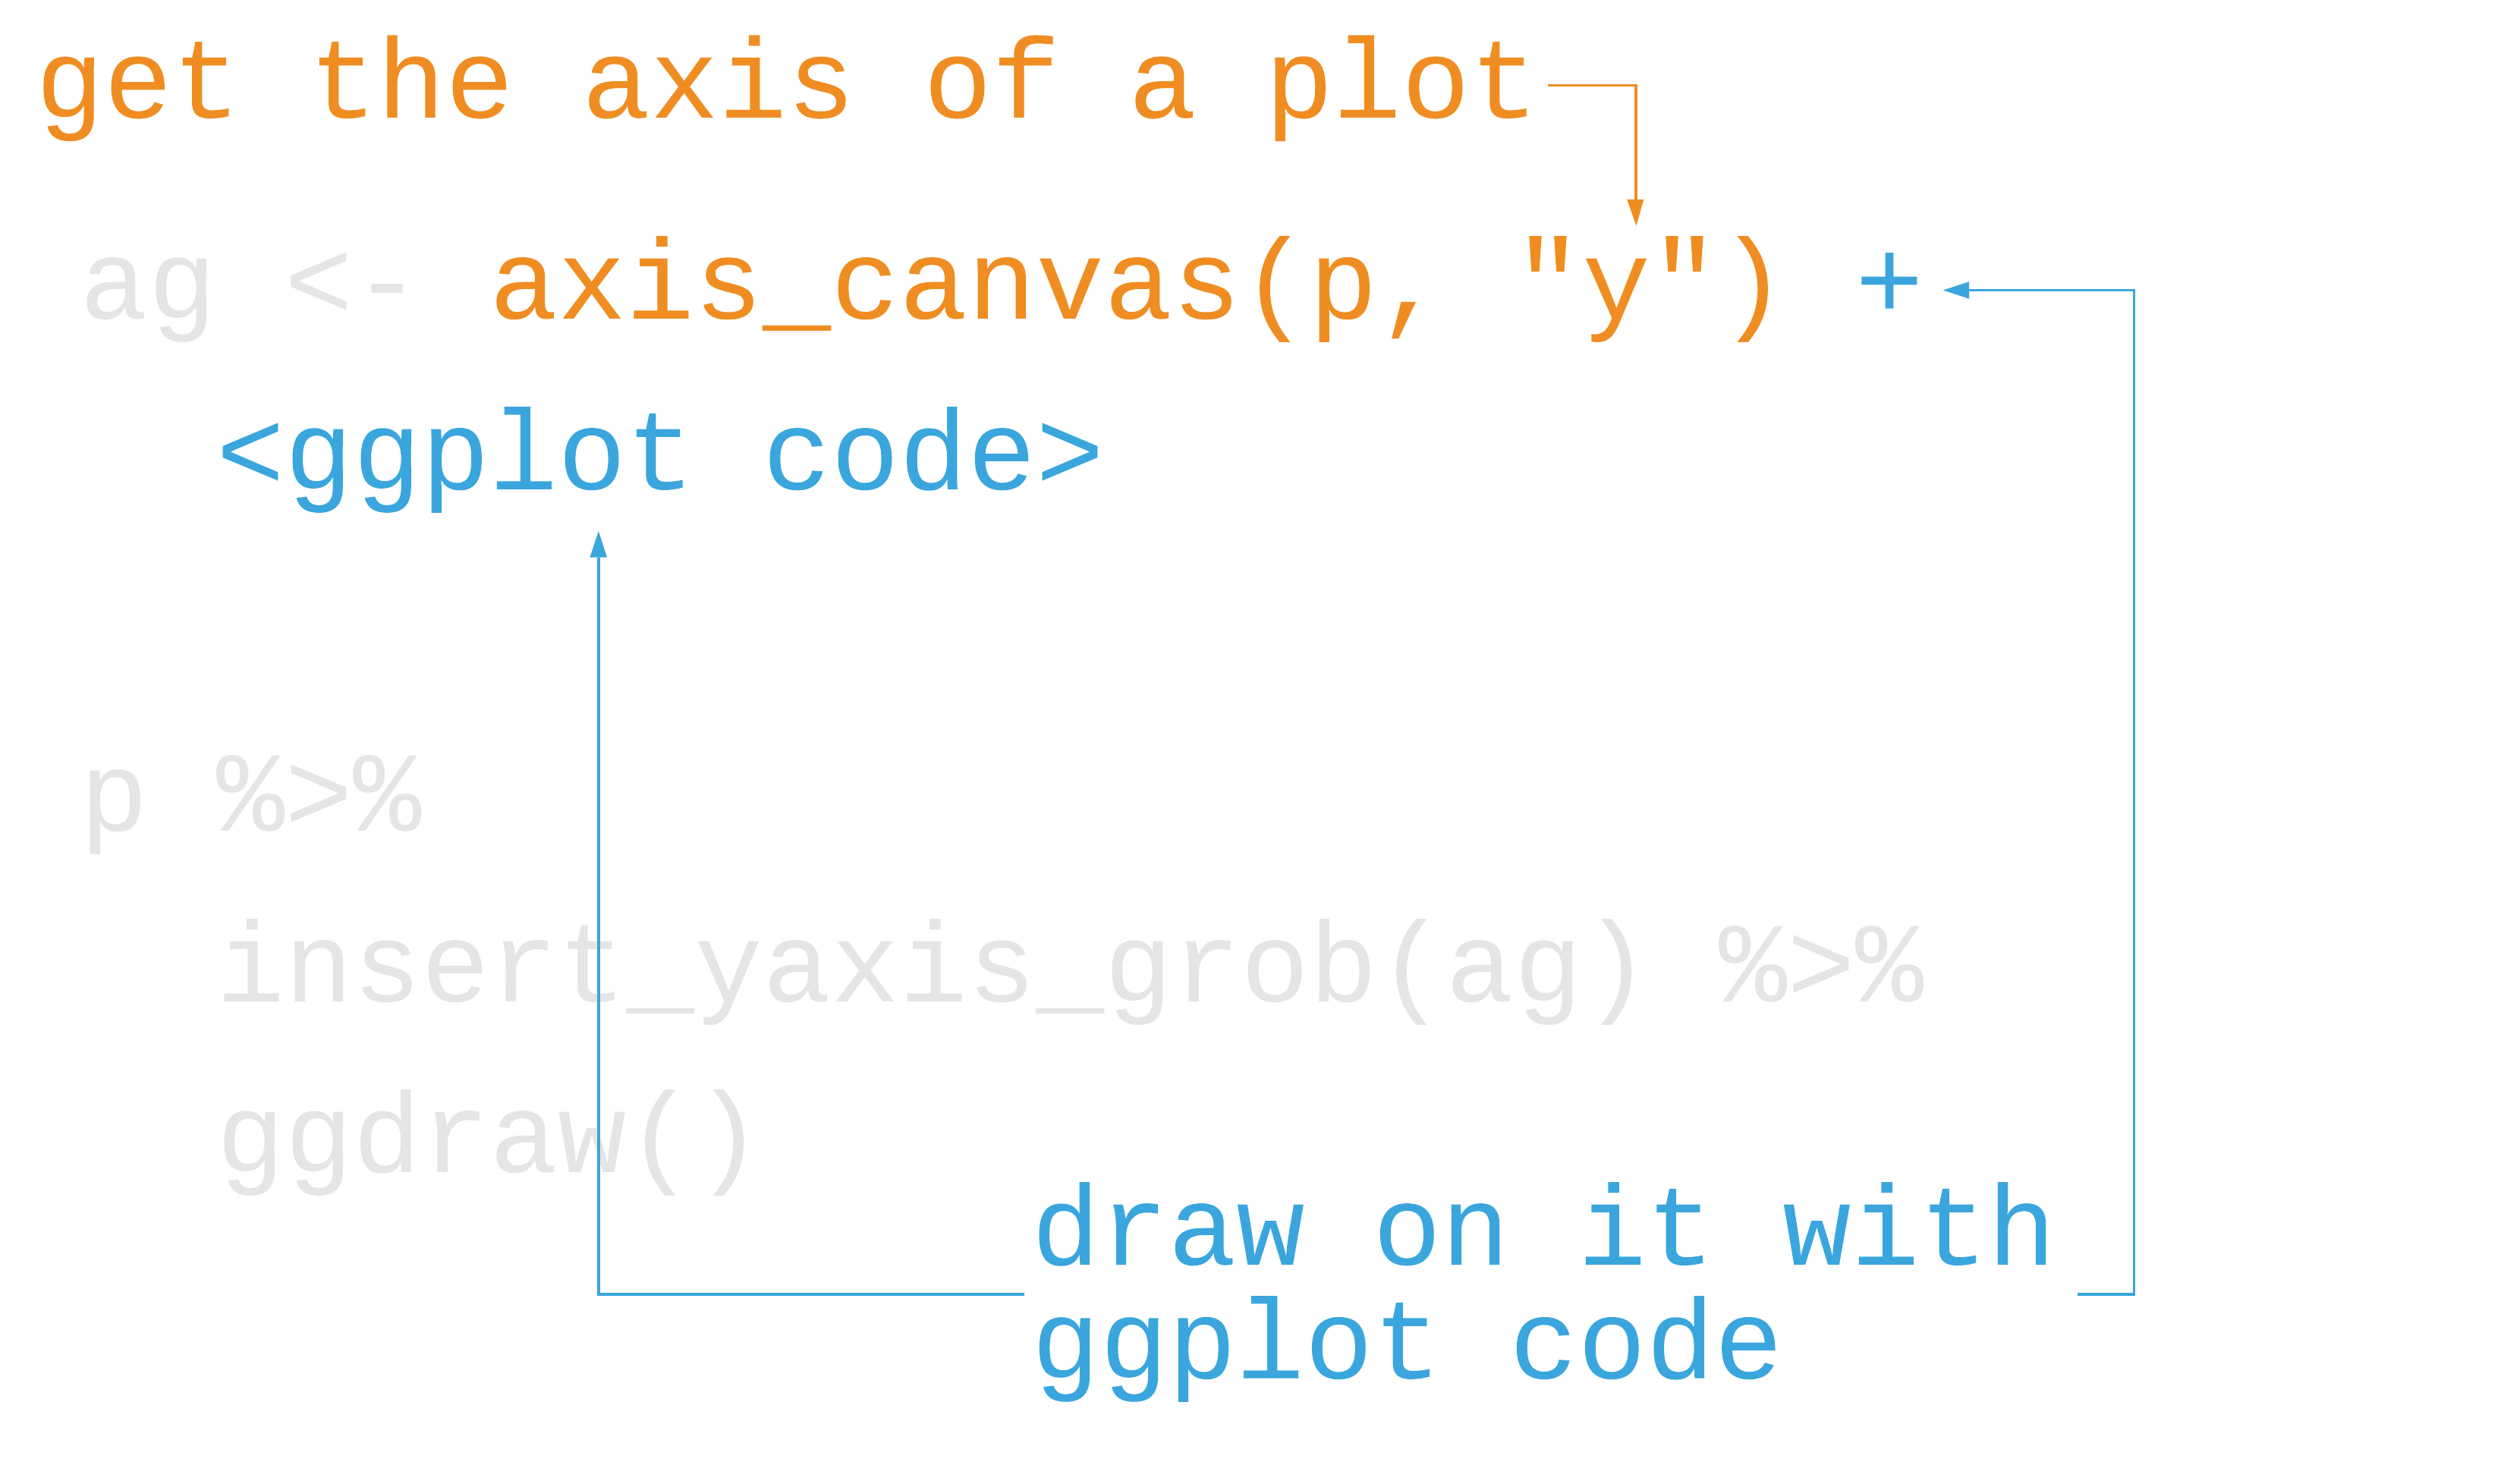 get the axis of a plot
ag <- axis_canvas(p, "y") +
<ggplot code>
p %>%
insert_yaxis_grob(ag) %>%
ggdraw()
draw on it with
ggplot code